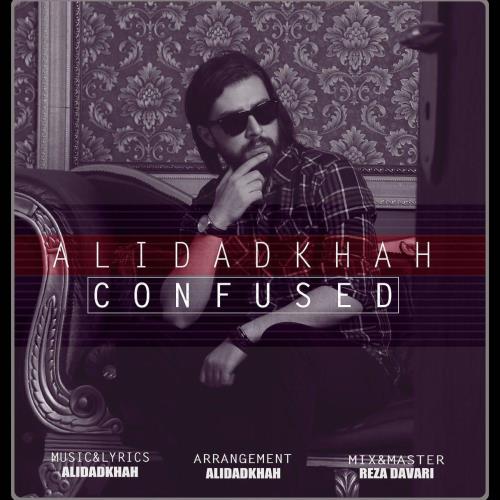 ALIDADKHAH
CONFUSED
MUSIC&LYRICS
ALIDADKHAH
ARRANGEMENT
ALIDADKHAH
MIX&MASTER
REZA DAVARI